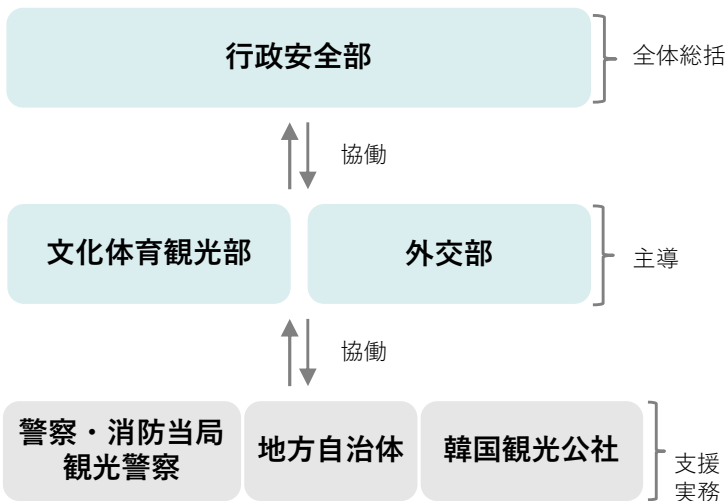 行政安全部
全体総括
協働
文化体育観光部
外交部
主導
協働
警察・消防当局
観光警察
地方自治体
韓国観光公社
支援
実務